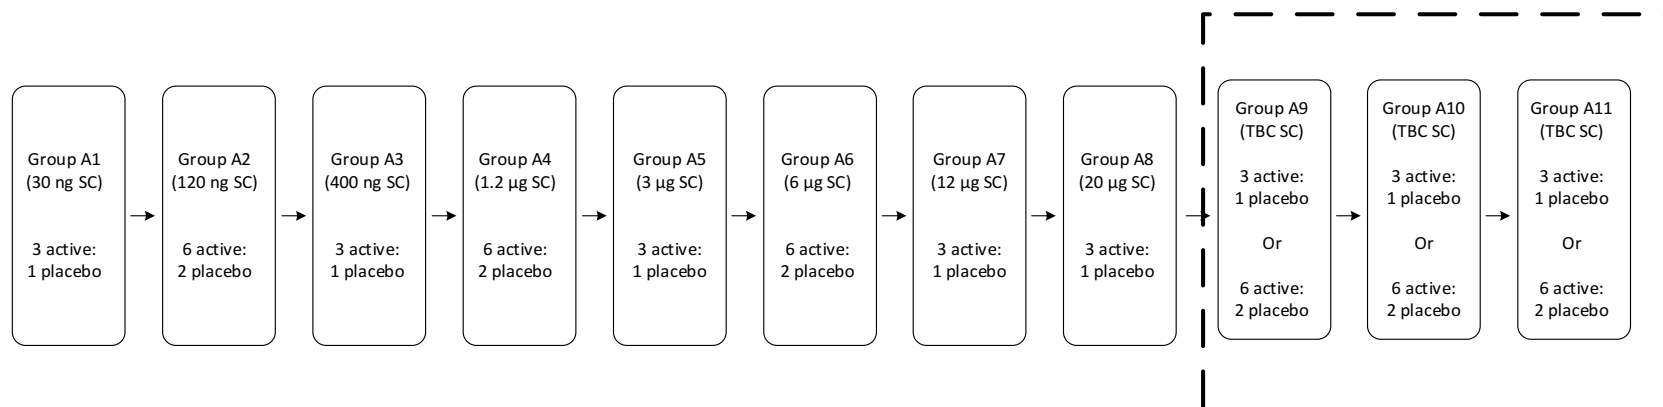 Group A1
(30 ng SC)
3 active:
1 placebo
Group A2
(120 ng SC)
6 active:
2 placebo
Group A3
(400 ng SC)
3 active:
1 placebo
Group A4
(1.2 µg SC)
6 active:
2 placebo
Group A5
(3 µg SC)
3 active:
1 placebo
Group A6
(6 µg SC)
6 active:
2 placebo
Group A7
(12 µg SC)
3 active:
1 placebo
Group A8
(20 µg SC)
3 active:
1 placebo
Group A9
(TBC SC)
3 active:
1 placebo
Or
6 active:
2 placebo
Group A10
(TBC SC)
3 active:
1 placebo
Or
6 active:
2 placebo
Group A11
(TBC SC)
3 active:
1 placebo
Or
6 active:
2 placebo